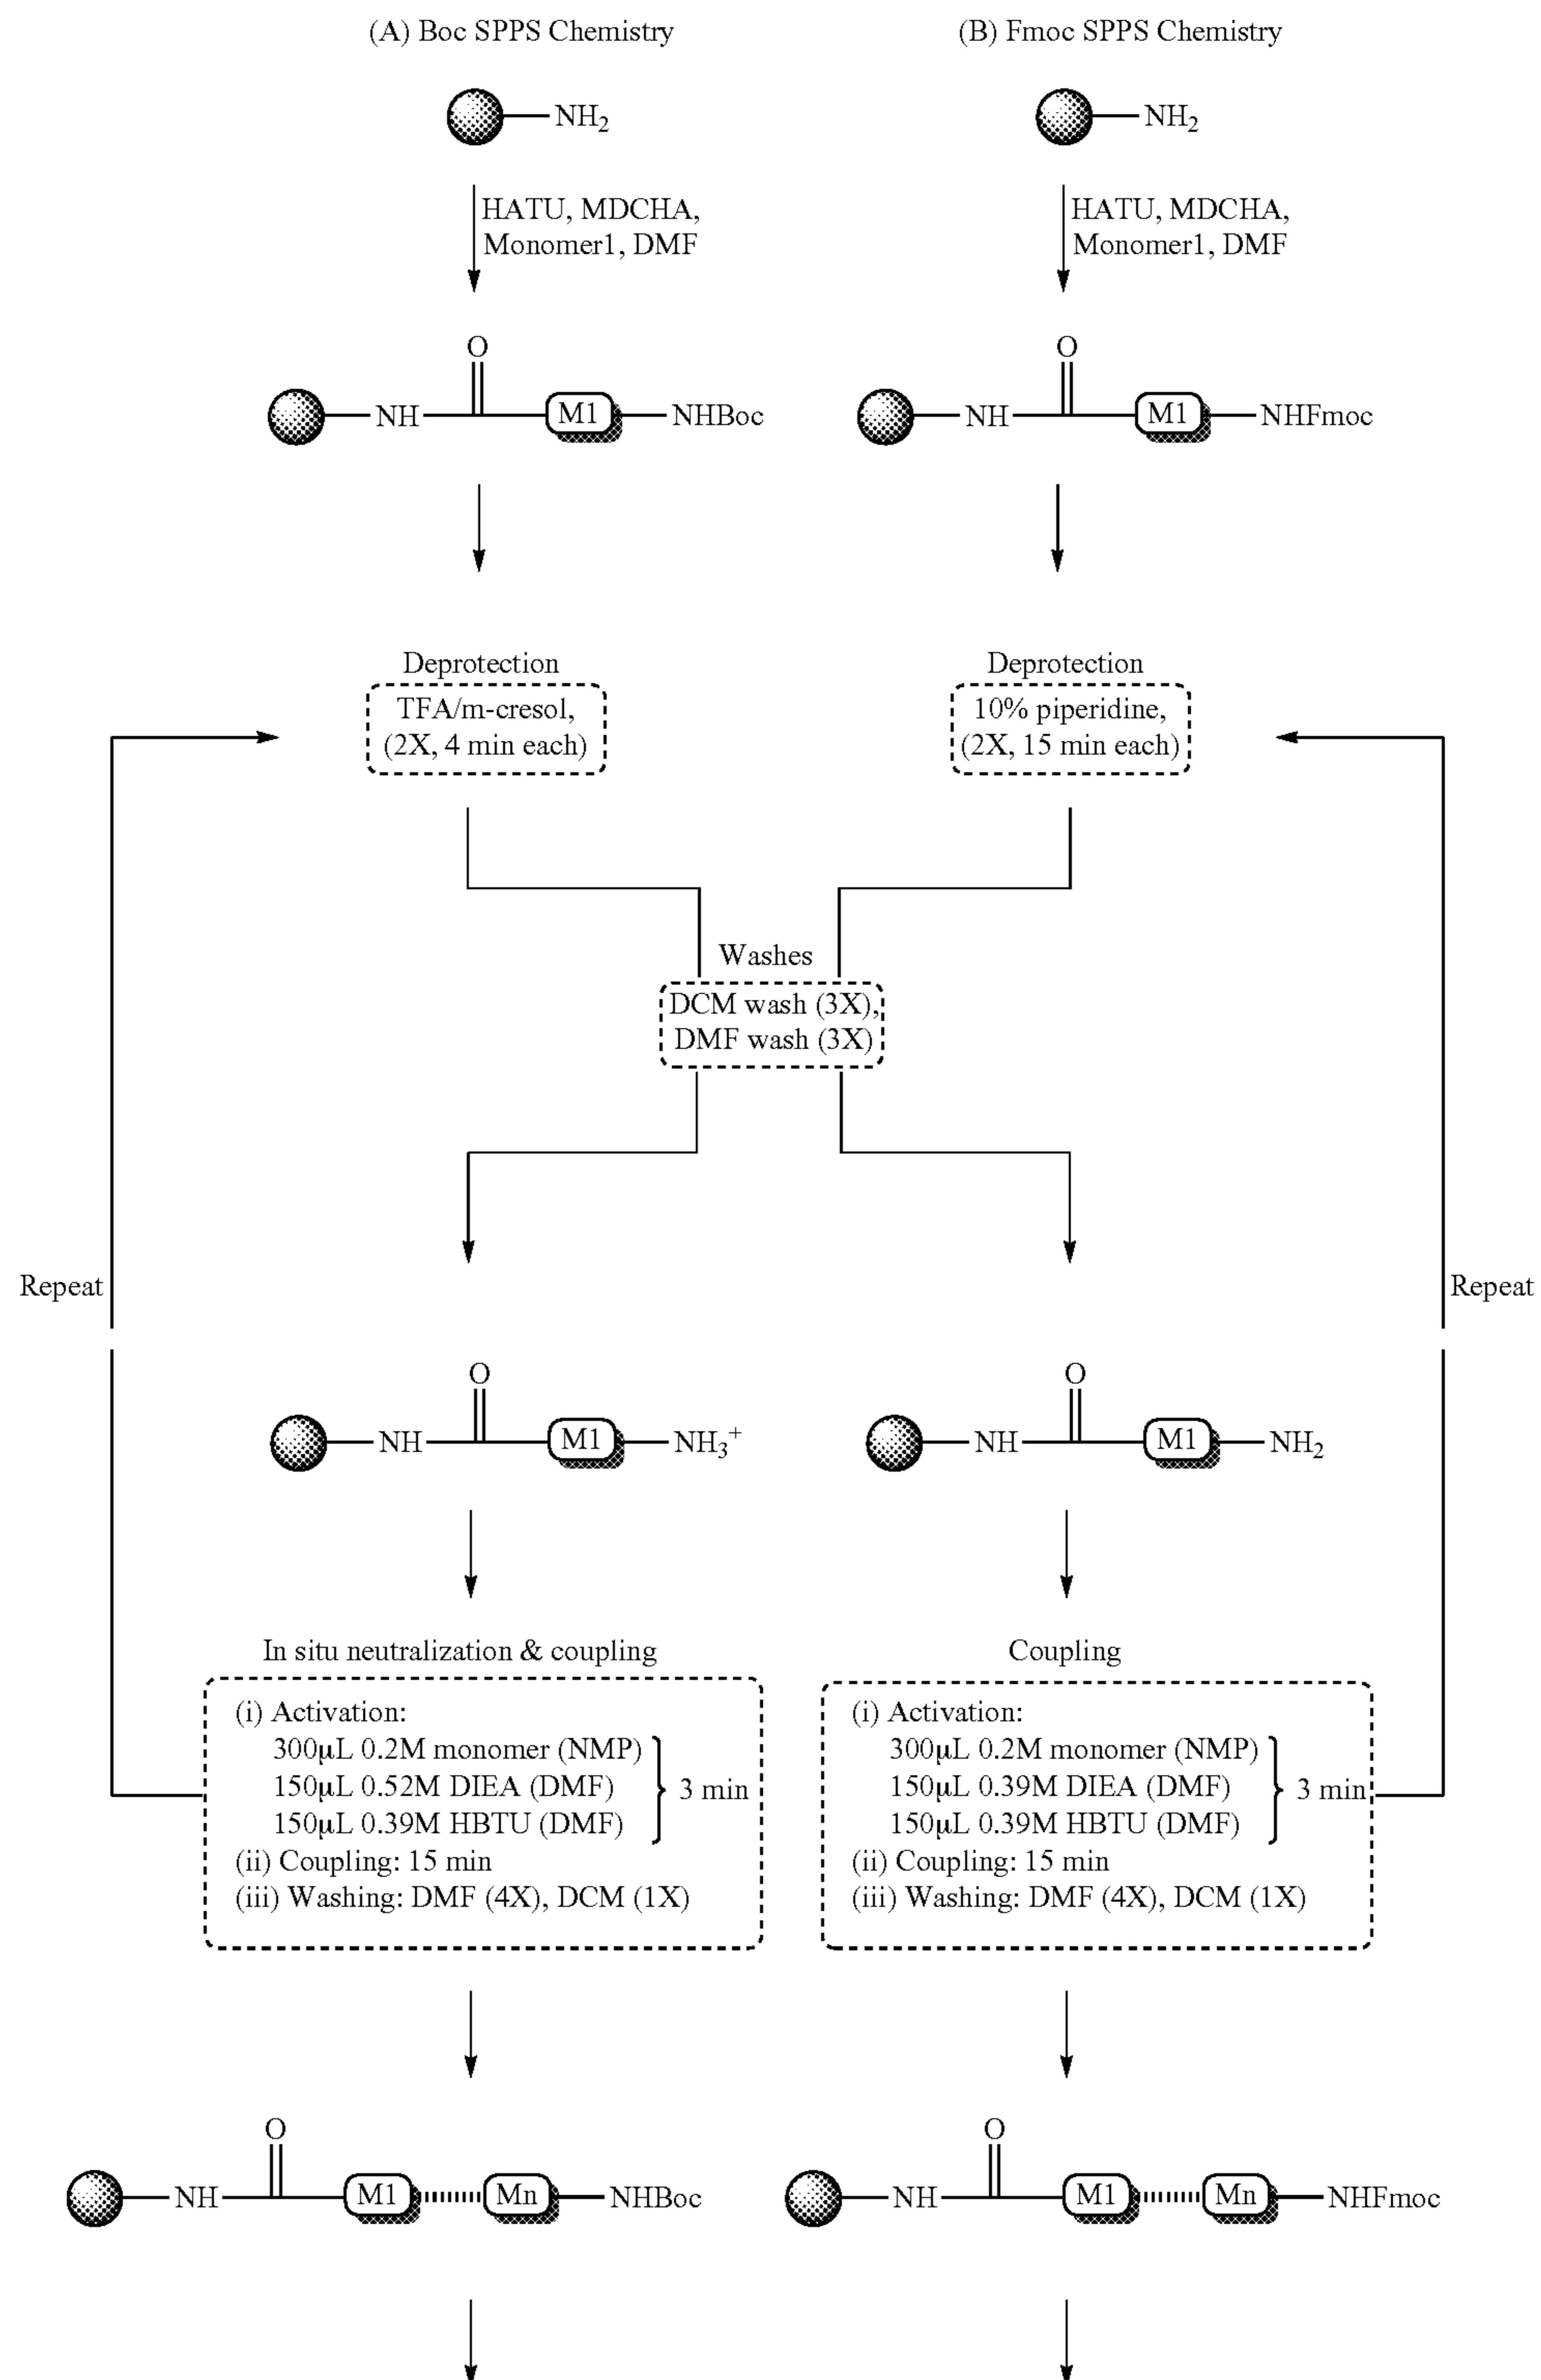 (A) Boc SPPS Chemistry
(B) Fmoc SPPS Chemistry
NH2
NH2
HATU, MDCHA,
Monomer1, DMF
HATU, MDCHA,
Monomer1, DMF
O
NH
M1
NHBoc
O
NH
M1
NHFmoc
Deprotection
TFA/m-cresol,
(2X, 4 min each)
Deprotection
10% piperidine,
(2X, 15 min each)
Washes
DCM wash (3X),
DMF wash (3X)
Repeat
Repeat
O
NH
M1
NH3+
O
NH
M1
NH2
In situ neutralization & coupling
(i) Activation:
300μL 0.2M monomer (NMP)
150μL 0.52M DIEA (DMF)
150μL 0.39M HBTU (DMF)
3 min
(ii) Coupling: 15 min
(iii) Washing: DMF (4X), DCM (1X)
Coupling
(i) Activation:
300μL 0.2M monomer (NMP)
150μL 0.39M DIEA (DMF)
150μL 0.39M HBTU (DMF)
3 min
(ii) Coupling: 15 min
(iii) Washing: DMF (4X), DCM (1X)
O
NH
M1
Mn
NHBoc
O
NH
M1
Mn
NHFmoc